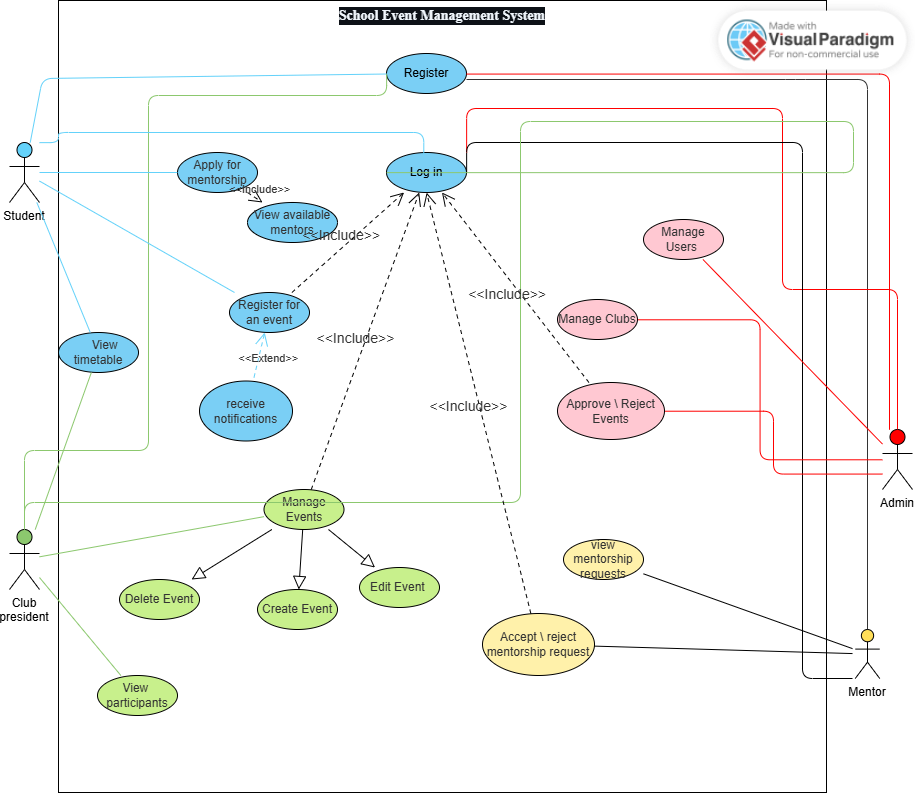 School Event Management System
Made with
Visual Paradigm
For non-commercial use
Register
Apply for
mentorship
Log in
<<Include>>
Student
View available
mentors
<<Include>>
Manage
Users
<<Include>>
Register for
an event
Manage Clubs
<<Include>>
View
timetable
<<Extend>>
receive
notifications
<<Include>>
Approve \ Reject
Events
Manage
Events
Admin
view
mentorship
requests
Club
president
Delete Event
Create Event
Edit Event
Accept \ reject
mentorship request
Mentor
View
participants